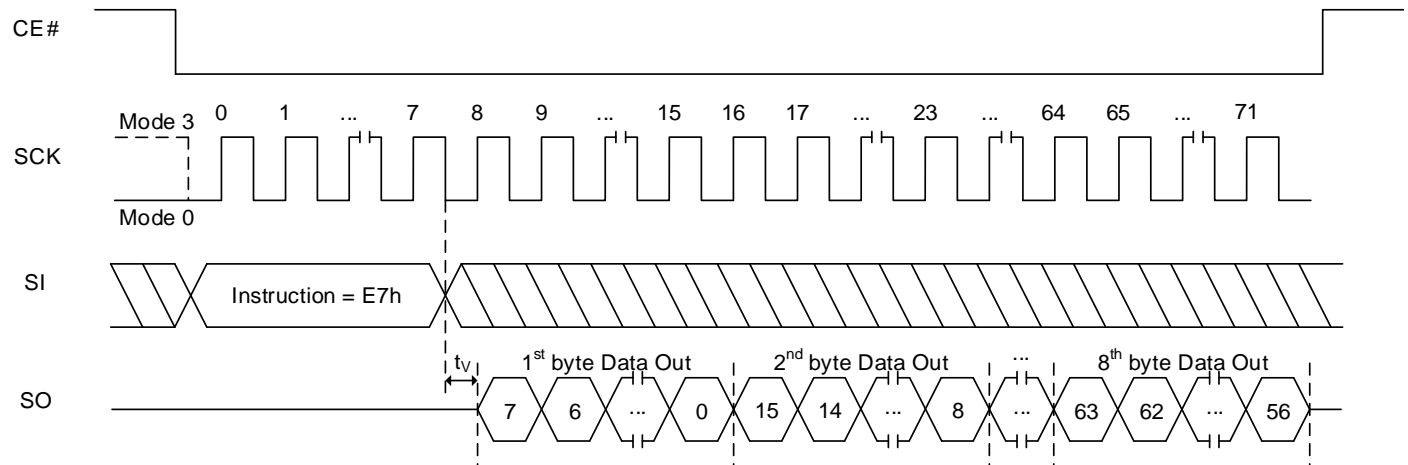 CE#
0 1 ... 7 8 9 ... 15 16 17 ... 23 ... 64 65 ... 71
Mode 3
SCK
Mode 0
SI
Instruction = E7h
tV 1st byte Data Out 2nd byte Data Out ... 8th byte Data Out
SO
7 6 ... 0 15 14 ... 8 ... 63 62 ... 56